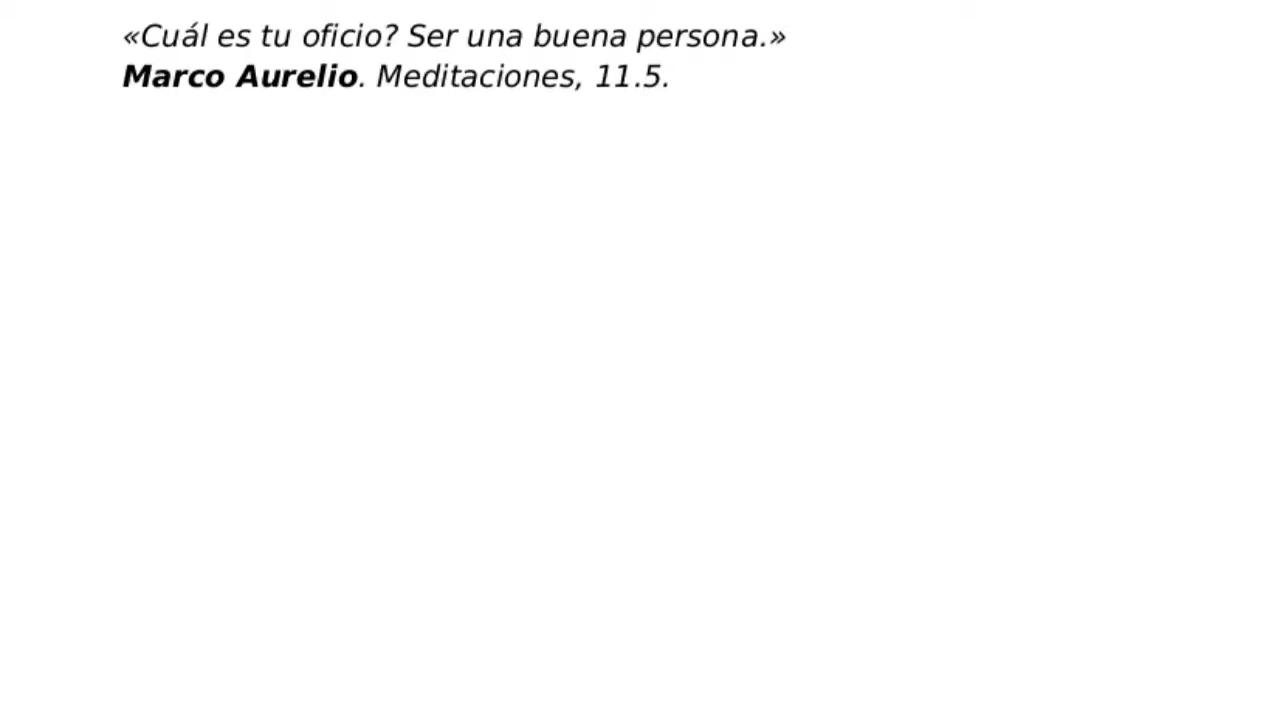 «Cuál es tu oficio? Ser una buena persona.»
Marco Aurelio. Meditaciones, 11.5.